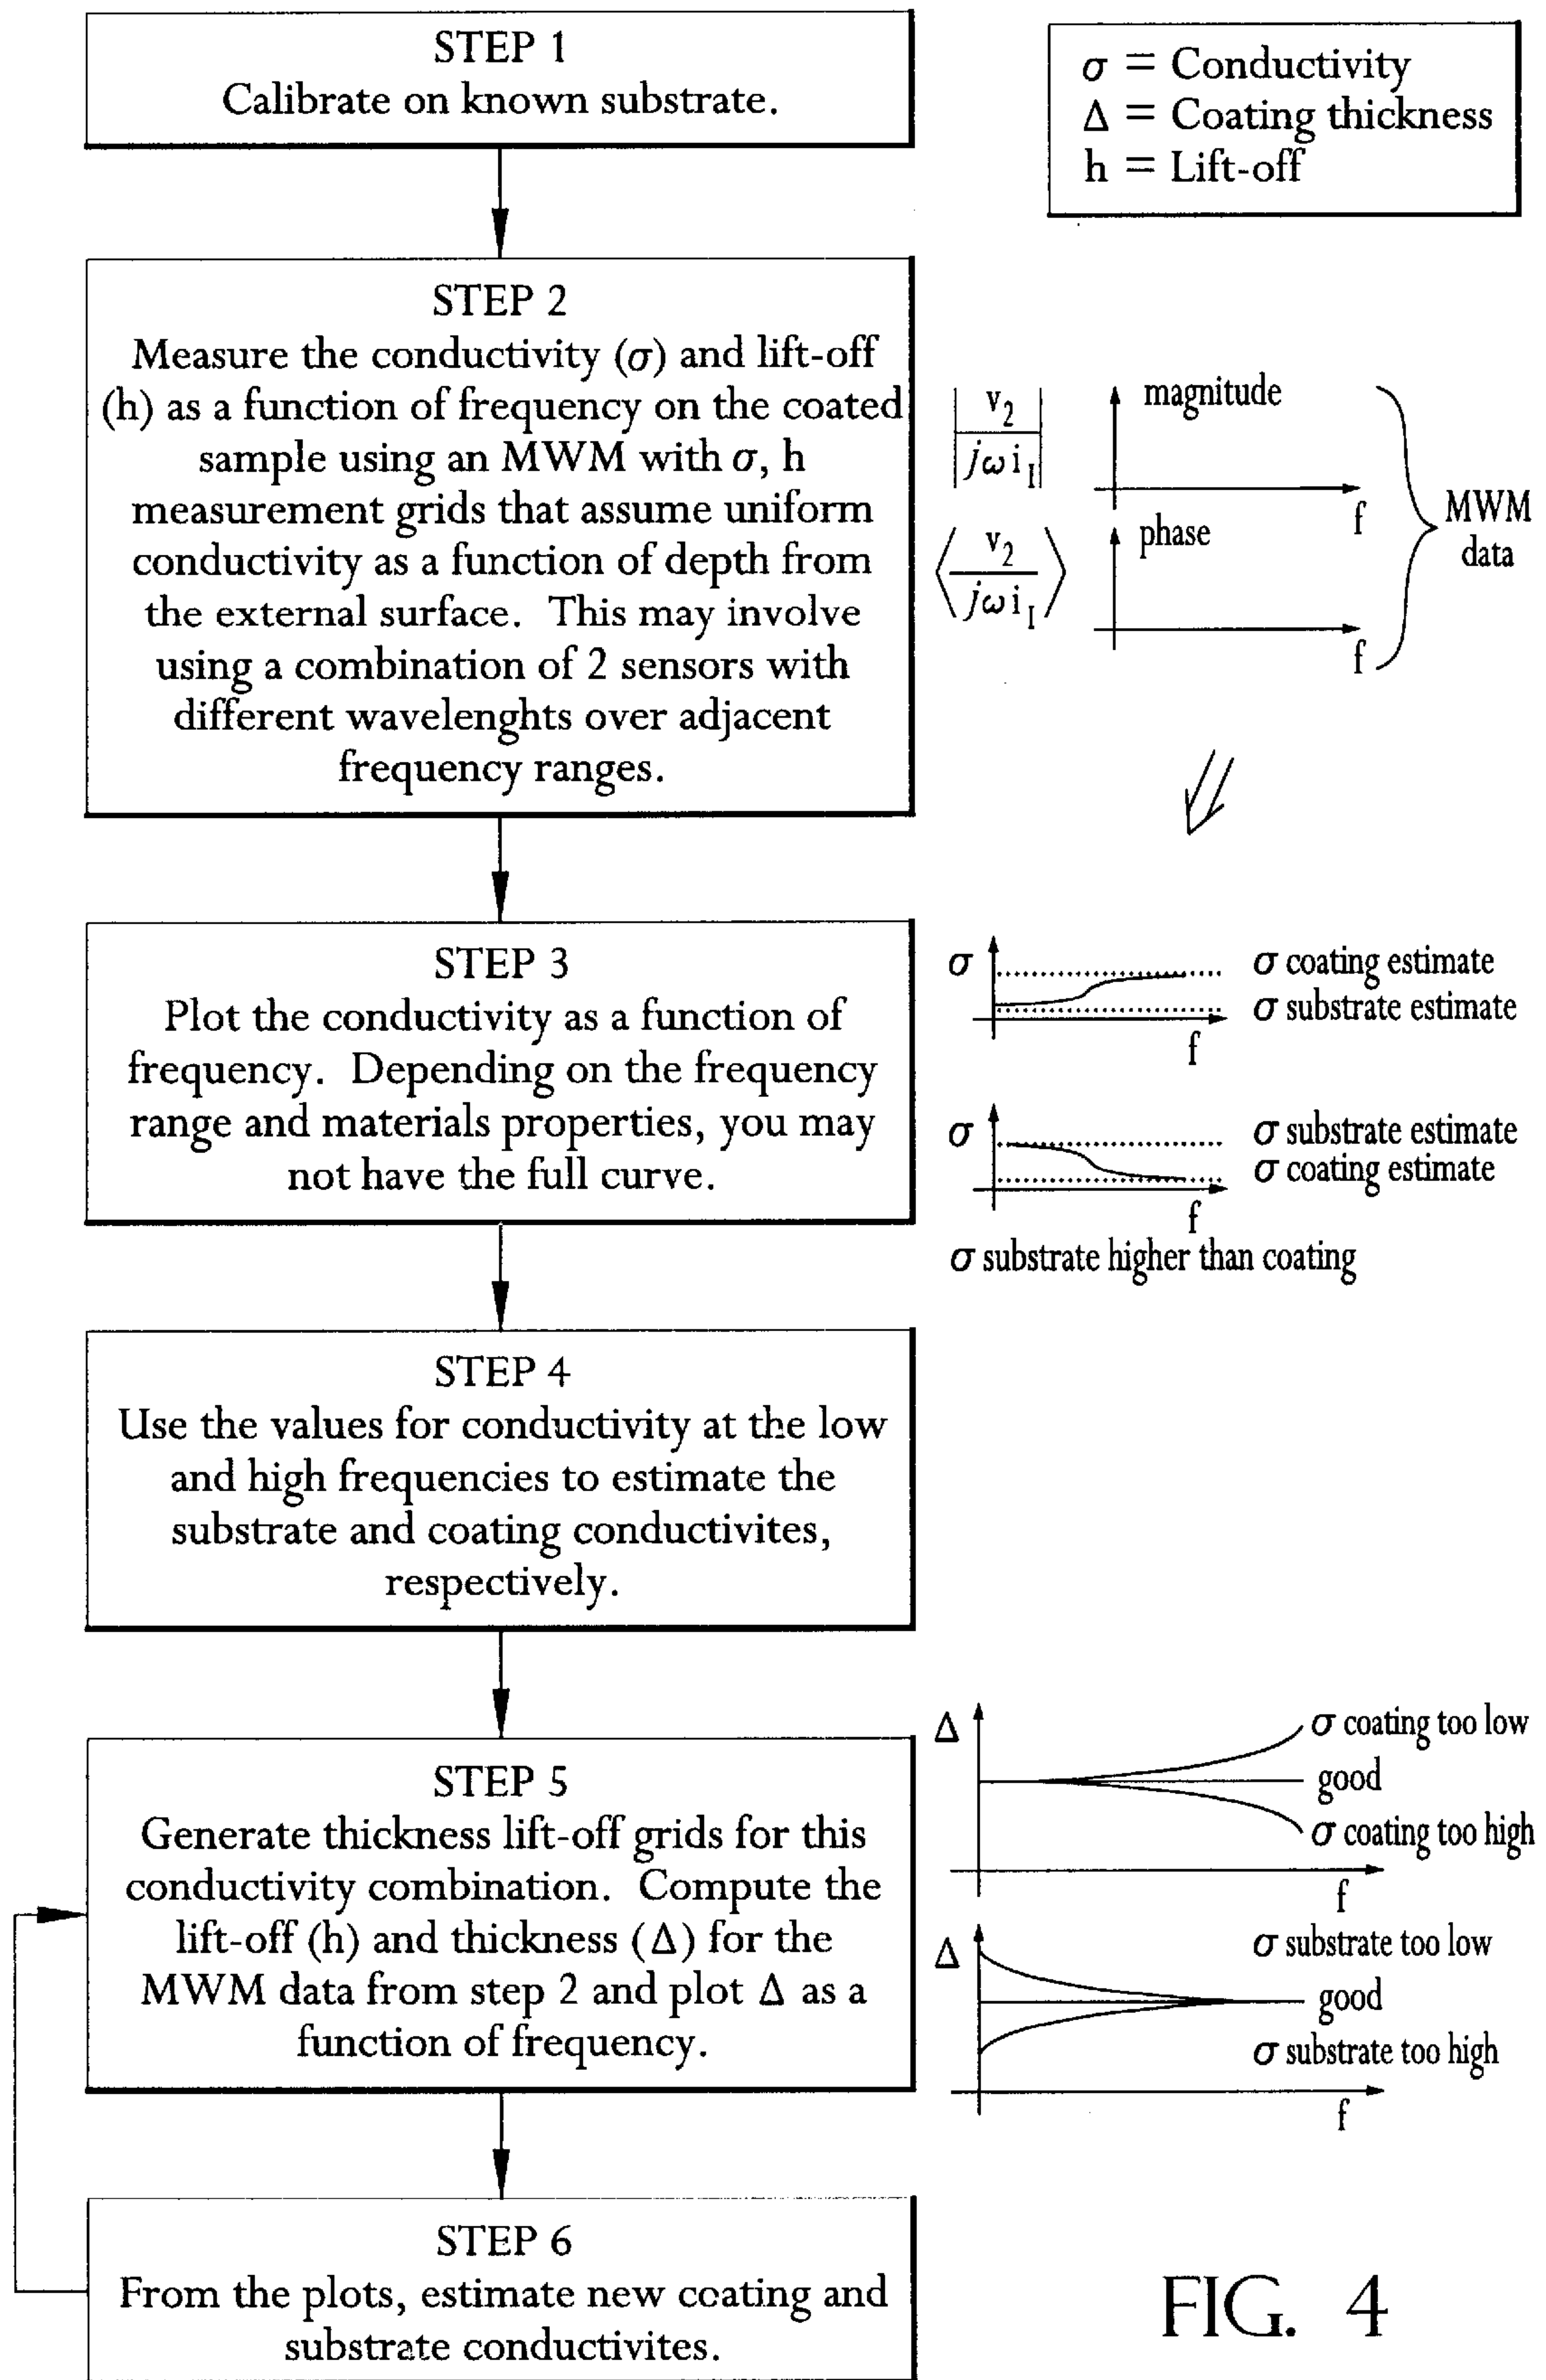 STEP 1
Calibrate on known substrate.
σ = Conductivity
Δ = Coating thickness
h = Lift-off
STEP 2
Measure the conductivity (σ) and lift-off
(h) as a function of frequency on the coated
sample using an MWM with σ, h
measurement grids that assume uniform
conductivity as a function of depth from
the external surface. This may involve
using a combination of 2 sensors with
different wavelenghts over adjacent
frequency ranges.
| v₂ / jω i₁ |
magnitude
f
⟨ v₂ / jω i₁ ⟩
phase
f
MWM
data
STEP 3
Plot the conductivity as a function of
frequency. Depending on the frequency
range and materials properties, you may
not have the full curve.
σ
σ coating estimate
σ substrate estimate
f
σ
σ substrate estimate
σ coating estimate
f
σ substrate higher than coating
STEP 4
Use the values for conductivity at the low
and high frequencies to estimate the
substrate and coating conductivites,
respectively.
STEP 5
Generate thickness lift-off grids for this
conductivity combination. Compute the
lift-off (h) and thickness (Δ) for the
MWM data from step 2 and plot Δ as a
function of frequency.
Δ
σ coating too low
good
σ coating too high
f
Δ
σ substrate too low
good
σ substrate too high
f
STEP 6
From the plots, estimate new coating and
substrate conductivites.
FIG. 4